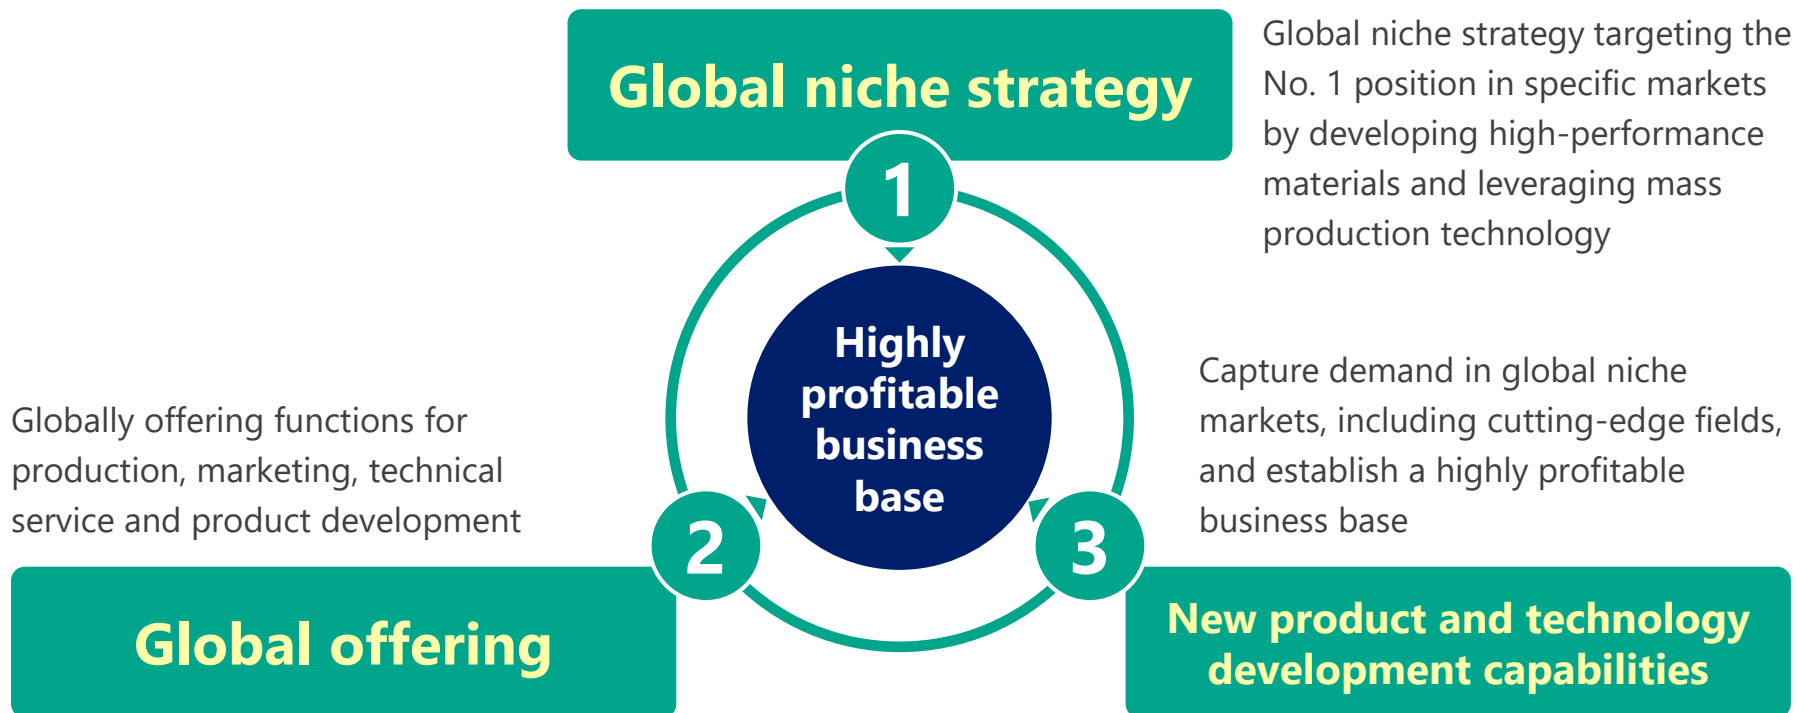 Global niche strategy
Global niche strategy targeting the
No. 1 position in specific markets
by developing high-performance
materials and leveraging mass
production technology
1
Highly
profitable
business
base
Globally offering functions for
production, marketing, technical
service and product development
2
Global offering
Capture demand in global niche
markets, including cutting-edge fields,
and establish a highly profitable
business base
3
New product and technology
development capabilities